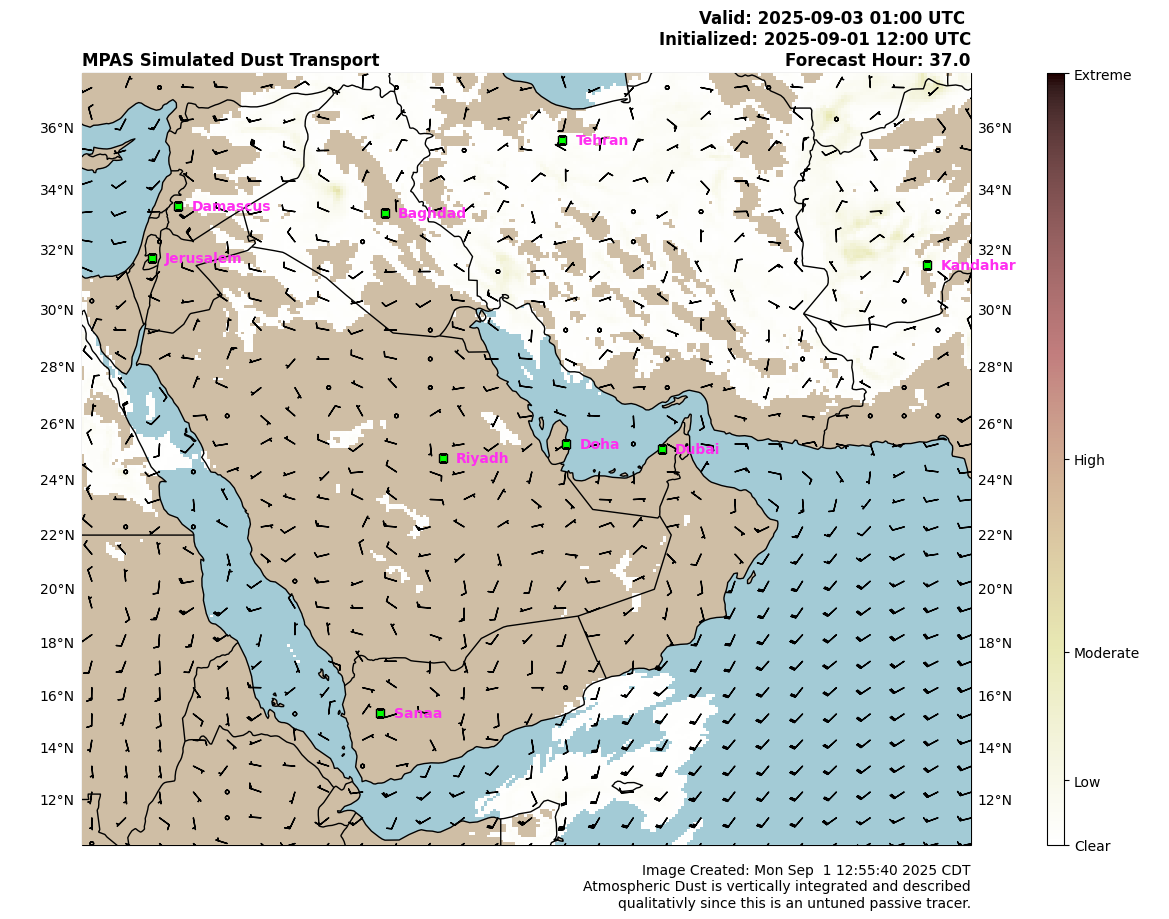 Valid: 2025-09-03 01:00 UTC
Initialized: 2025-09-01 12:00 UTC
MPAS Simulated Dust Transport
Forecast Hour: 37.0
Extreme
36°N
Tehran
36°N
34°N
34°N
Damascus
Baghdad
32°N
32°N
Jerusalem
Kandahar
30°N
30°N
28°N
28°N
26°N
26°N
Doha
Dubai
Riyadh
High
24°N
24°N
22°N
22°N
20°N
20°N
18°N
18°N
Moderate
16°N
16°N
Sanaa
14°N
14°N
Low
12°N
12°N
Clear
Image Created: Mon Sep  1 12:55:40 2025 CDT
Atmospheric Dust is vertically integrated and described
qualitativly since this is an untuned passive tracer.